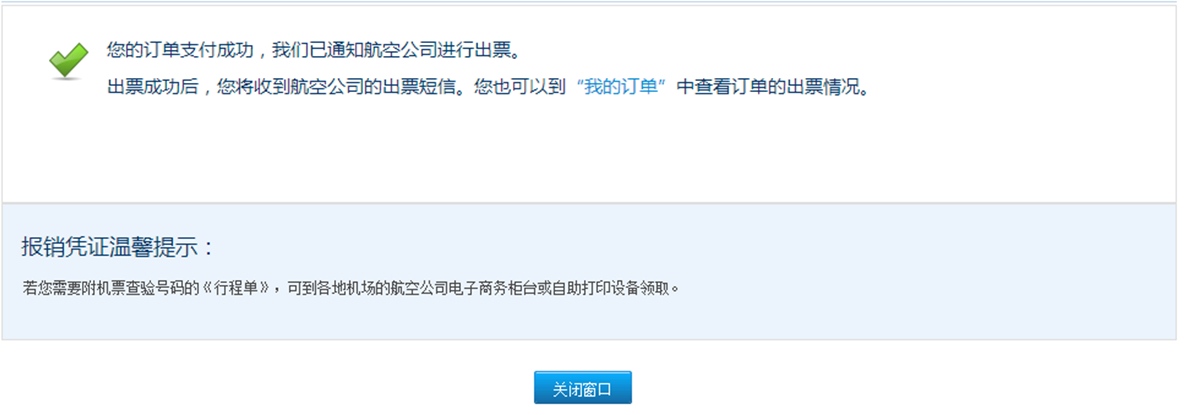 您的订单支付成功，我们已通知航空公司进行出票。
出票成功后，您将收到航空公司的出票短信。您也可以到“我的订单”中查看订单的出票情况。
报销凭证温馨提示：
若您需要附机票查验号码的《行程单》，可到各地机场的航空公司电子商务柜台或自助打印设备领取。
关闭窗口